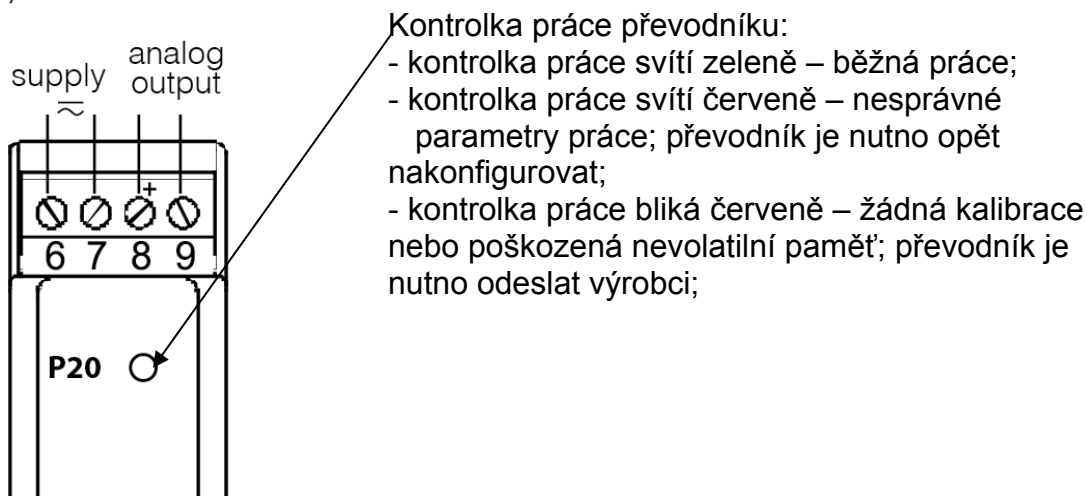 Kontrolka práce převodníku:
- kontrolka práce svítí zeleně – běžná práce;
- kontrolka práce svítí červeně – nesprávné
parametry práce; převodník je nutno opět
nakonfigurovat;
- kontrolka práce bliká červeně – žádná kalibrace
nebo poškozená nevolatilní paměť; převodník je
nutno odeslat výrobci;
supply
analog
output
+
6 7 8 9
P20